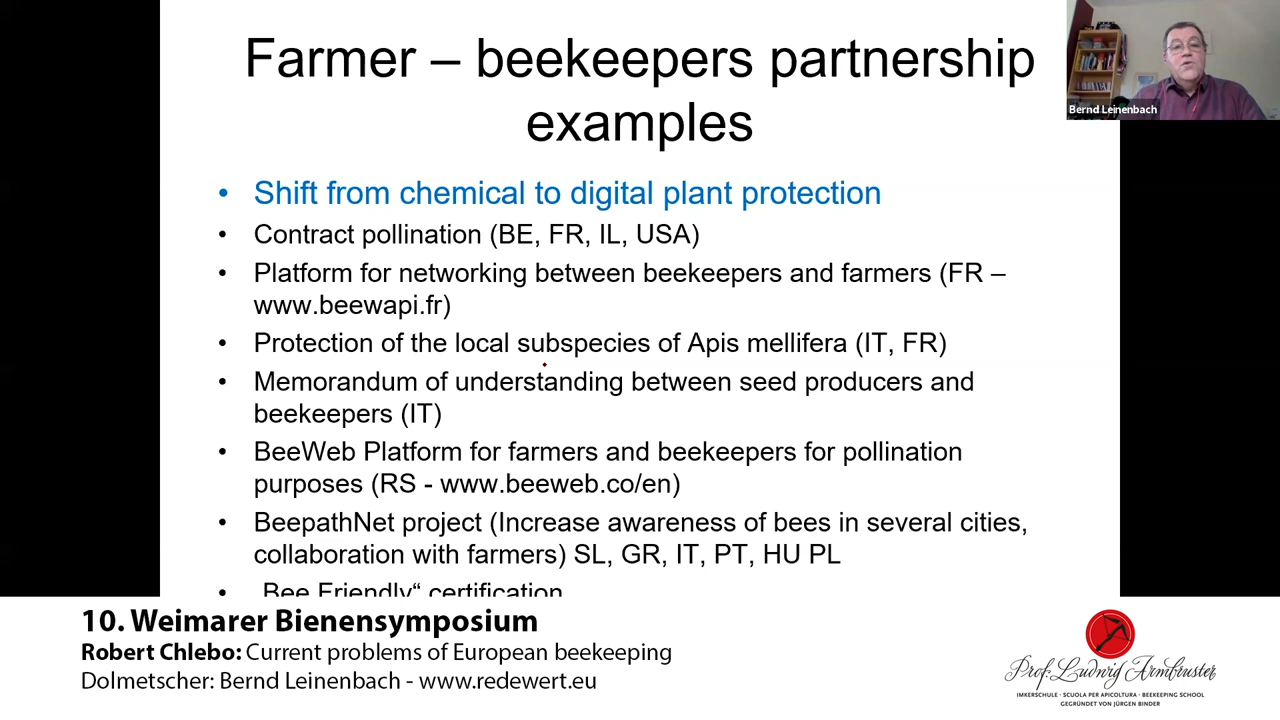 Farmer – beekeepers partnership
examples
• Shift from chemical to digital plant protection
• Contract pollination (BE, FR, IL, USA)
• Platform for networking between beekeepers and farmers (FR –
www.beewapi.fr)
• Protection of the local subspecies of Apis mellifera (IT, FR)
• Memorandum of understanding between seed producers and
beekeepers (IT)
• BeeWeb Platform for farmers and beekeepers for pollination
purposes (RS - www.beeweb.co/en)
• BeepathNet project (Increase awareness of bees in several cities,
collaboration with farmers) SL, GR, IT, PT, HU PL
• „Bee Friendly“ certification
Bernd Leinenbach
10. Weimarer Bienensymposium
Robert Chlebo: Current problems of European beekeeping
Dolmetscher: Bernd Leinenbach - www.redewert.eu
Prof. Ludwig Armbruster
IMKERSCHULE · SCUOLA PER APICOLTURA · BEEKEEPING SCHOOL
GEGRÜNDET VON JÜRGEN BINDER